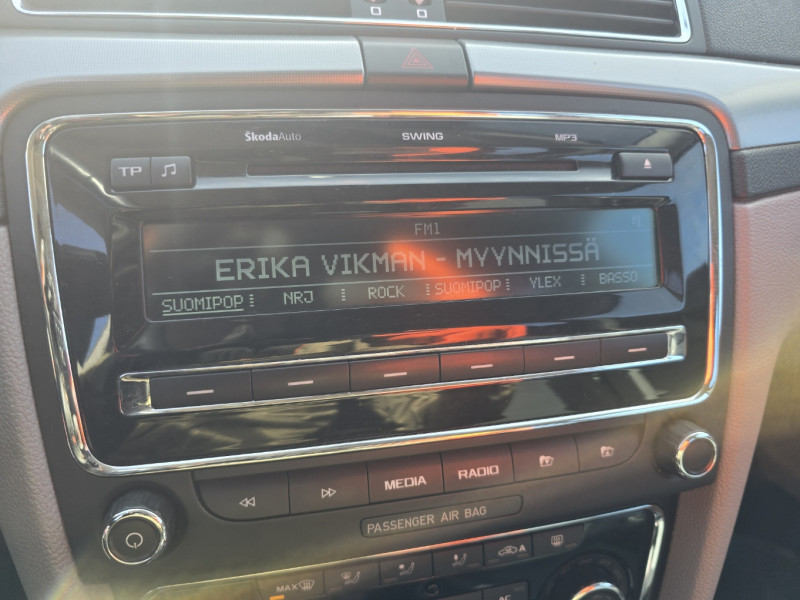 ŠkodaAuto SWING MP3
TP
FM1
ERIKA VIKMAN - MYYNNISSÄ
SUOMIPOP NRJ ROCK SUOMIPOP YLEX BASSO
MEDIA RADIO
PASSENGER AIR BAG
MAX A
AC